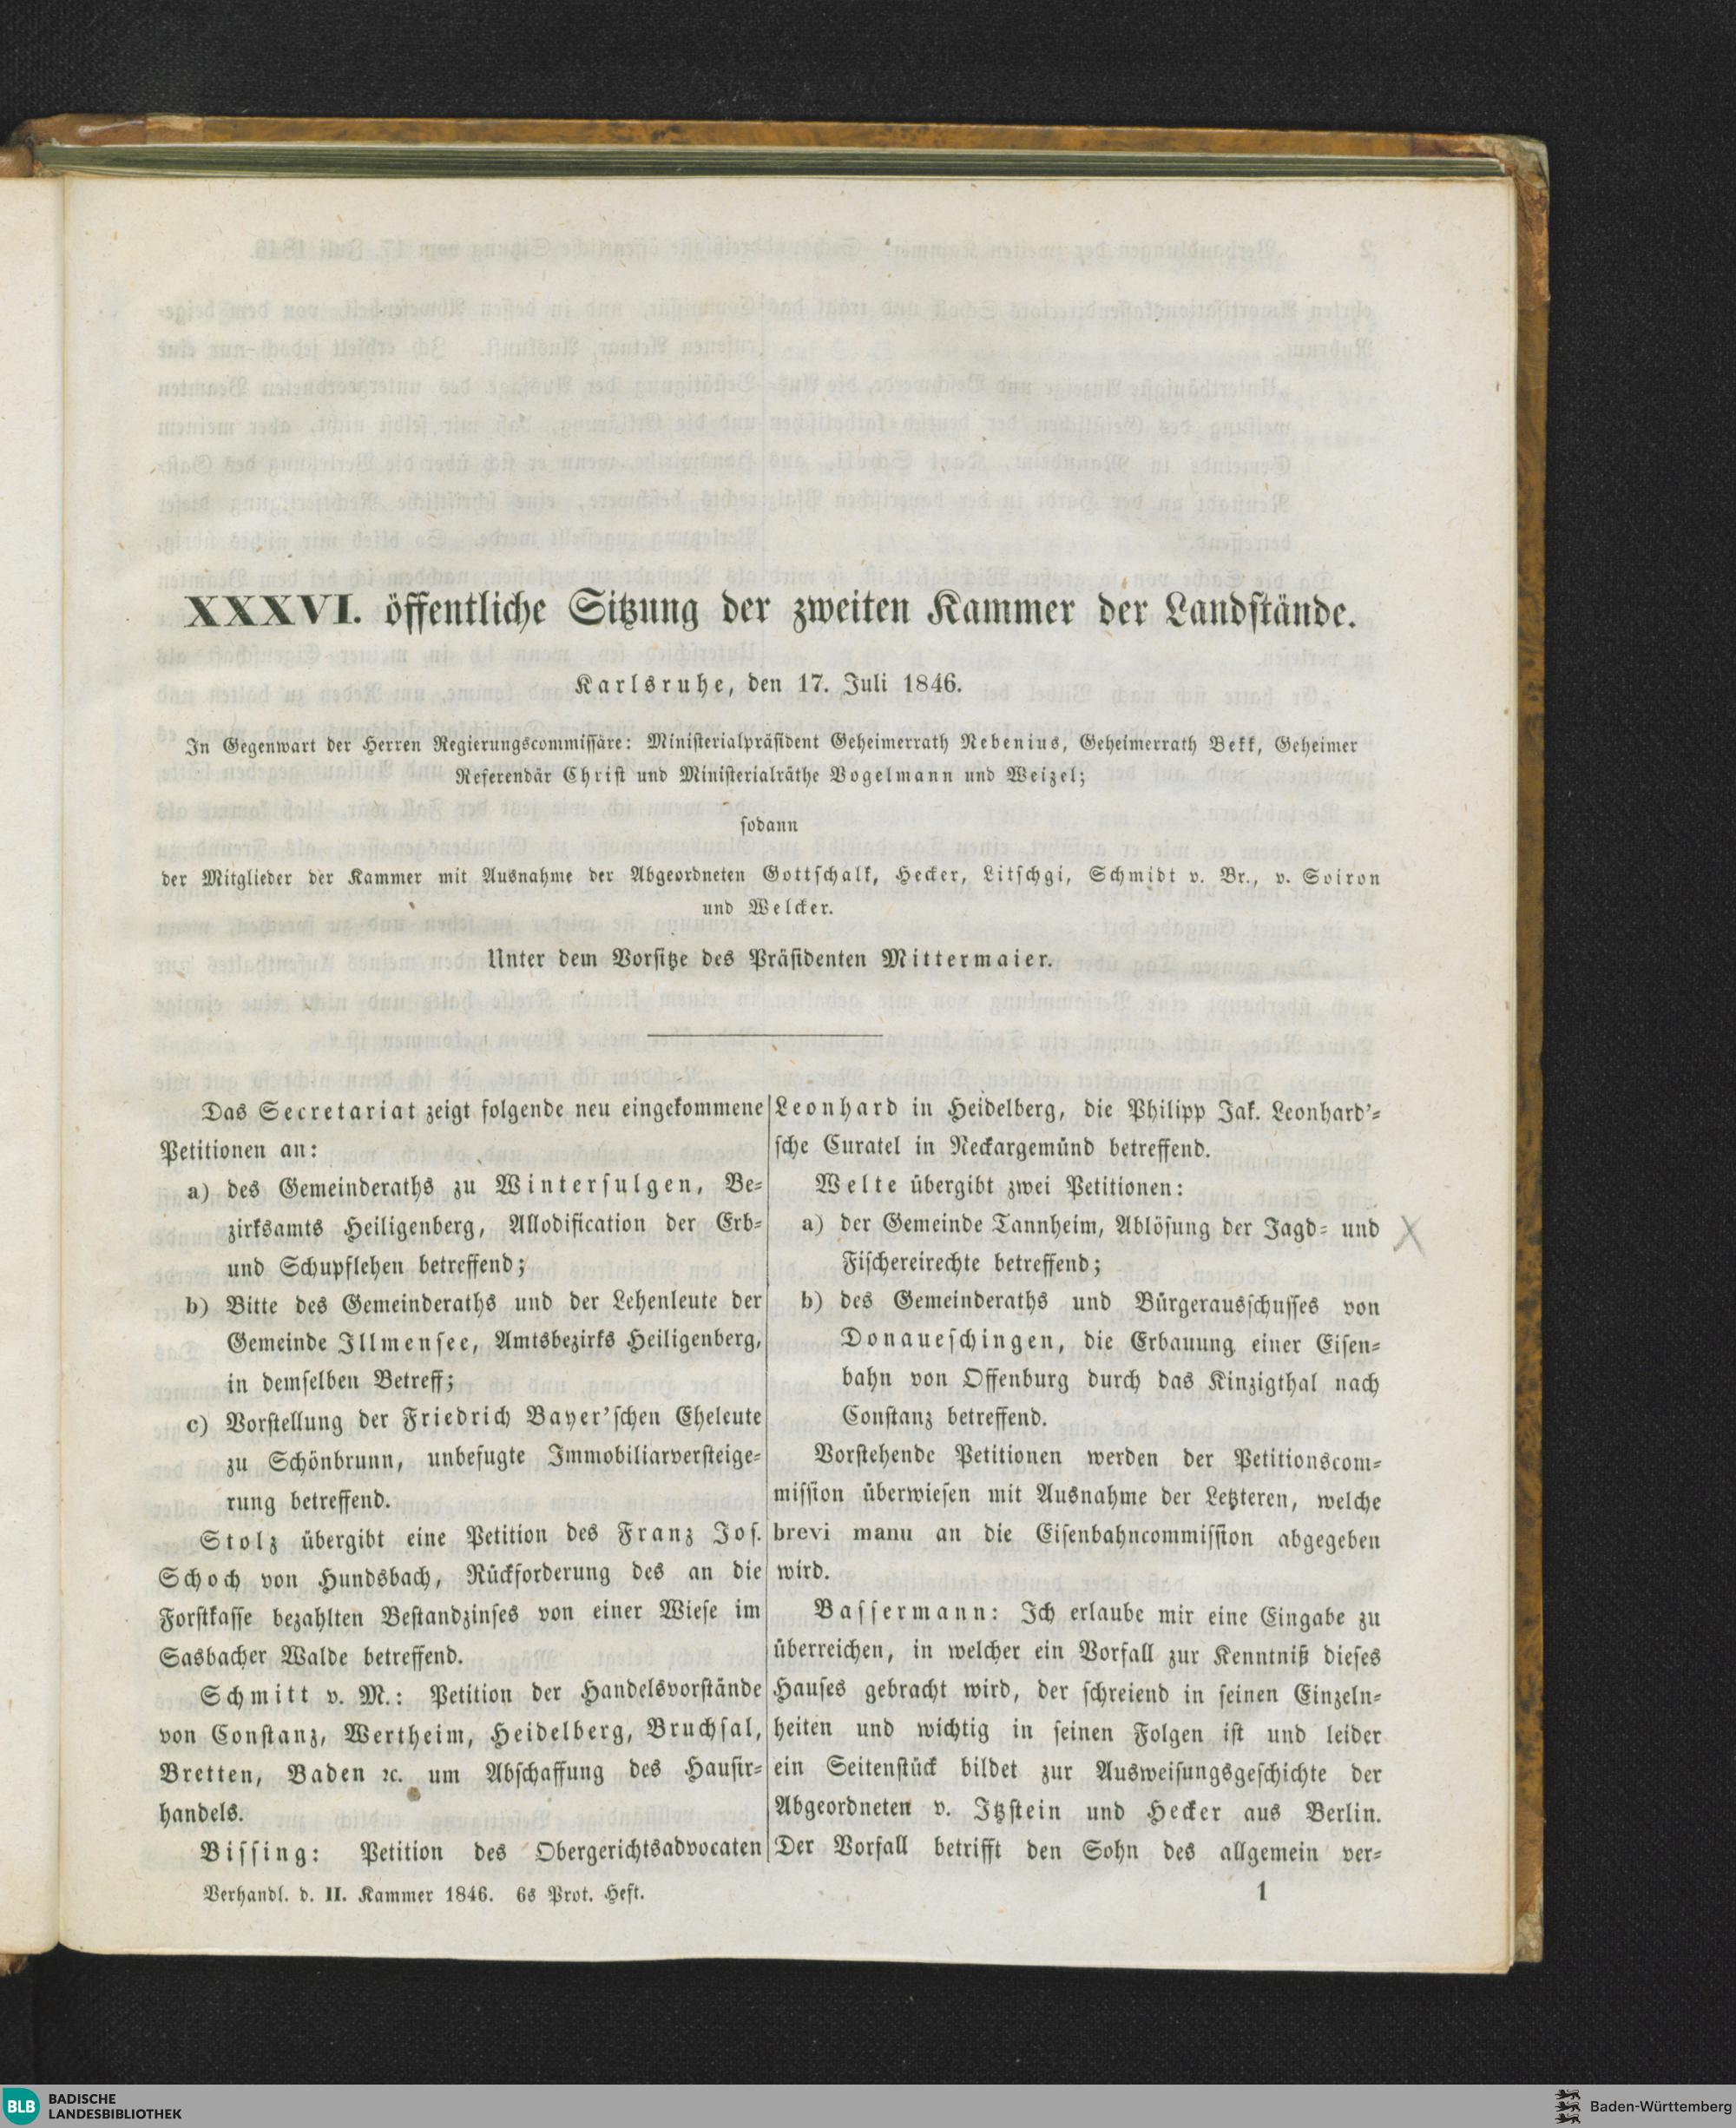 XXXVI. öffentliche Sitzung der zweiten Kammer der Landstände.
Karlsruhe, den 17. Juli 1846.
In Gegenwart der Herren Regierungscommissäre: Ministerialpräsident Geheimerrath Nebenius, Geheimerrath Bekk, Geheimer
Referendär Christ und Ministerialräthe Vogelmann und Weizel;
sodann
der Mitglieder der Kammer mit Ausnahme der Abgeordneten Gottschalk, Hecker, Litschgi, Schmidt v. Br., v. Soiron
und Welcker.
Unter dem Vorsitze des Präsidenten Mittermaier.
Das Secretariat zeigt folgende neu eingekommene
Petitionen an:
a) des Gemeinderaths zu Wintersulgen, Be-
zirksamts Heiligenberg, Allodification der Erb-
und Schupflehen betreffend;
b) Bitte des Gemeinderaths und der Lehenleute der
Gemeinde Illmensee, Amtsbezirks Heiligenberg,
in demselben Betreff;
c) Vorstellung der Friedrich Bayer'schen Eheleute
zu Schönbrunn, unbefugte Immobiliarversteige-
rung betreffend.
Stolz übergibt eine Petition des Franz Jos.
Schoch von Hundsbach, Rückforderung des an die
Forstkasse bezahlten Bestandzinses von einer Wiese im
Sasbacher Walde betreffend.
Schmitt v. M.: Petition der Handelsvorstände
von Constanz, Wertheim, Heidelberg, Bruchsal,
Bretten, Baden ꝛc. um Abschaffung des Hausir-
handels.
Bissing: Petition des Obergerichtsadvocaten
Leonhard in Heidelberg, die Philipp Jak. Leonhard'-
sche Curatel in Neckargemünd betreffend.
Welte übergibt zwei Petitionen:
a) der Gemeinde Tannheim, Ablösung der Jagd- und
Fischereirechte betreffend;
b) des Gemeinderaths und Bürgerausschusses von
Donaueschingen, die Erbauung einer Eisen-
bahn von Offenburg durch das Kinzigthal nach
Constanz betreffend.
Vorstehende Petitionen werden der Petitionscom-
mission überwiesen mit Ausnahme der Letzteren, welche
brevi manu an die Eisenbahncommission abgegeben
wird.
Bassermann: Ich erlaube mir eine Eingabe zu
überreichen, in welcher ein Vorfall zur Kenntniß dieses
Hauses gebracht wird, der schreiend in seinen Einzeln-
heiten und wichtig in seinen Folgen ist und leider
ein Seitenstück bildet zur Ausweisungsgeschichte der
Abgeordneten v. Itzstein und Hecker aus Berlin.
Der Vorfall betrifft den Sohn des allgemein ver-
Verhandl. d. II. Kammer 1846. 6s Prot. Heft.
1
BLB BADISCHE
LANDESBIBLIOTHEK
Baden-Württemberg